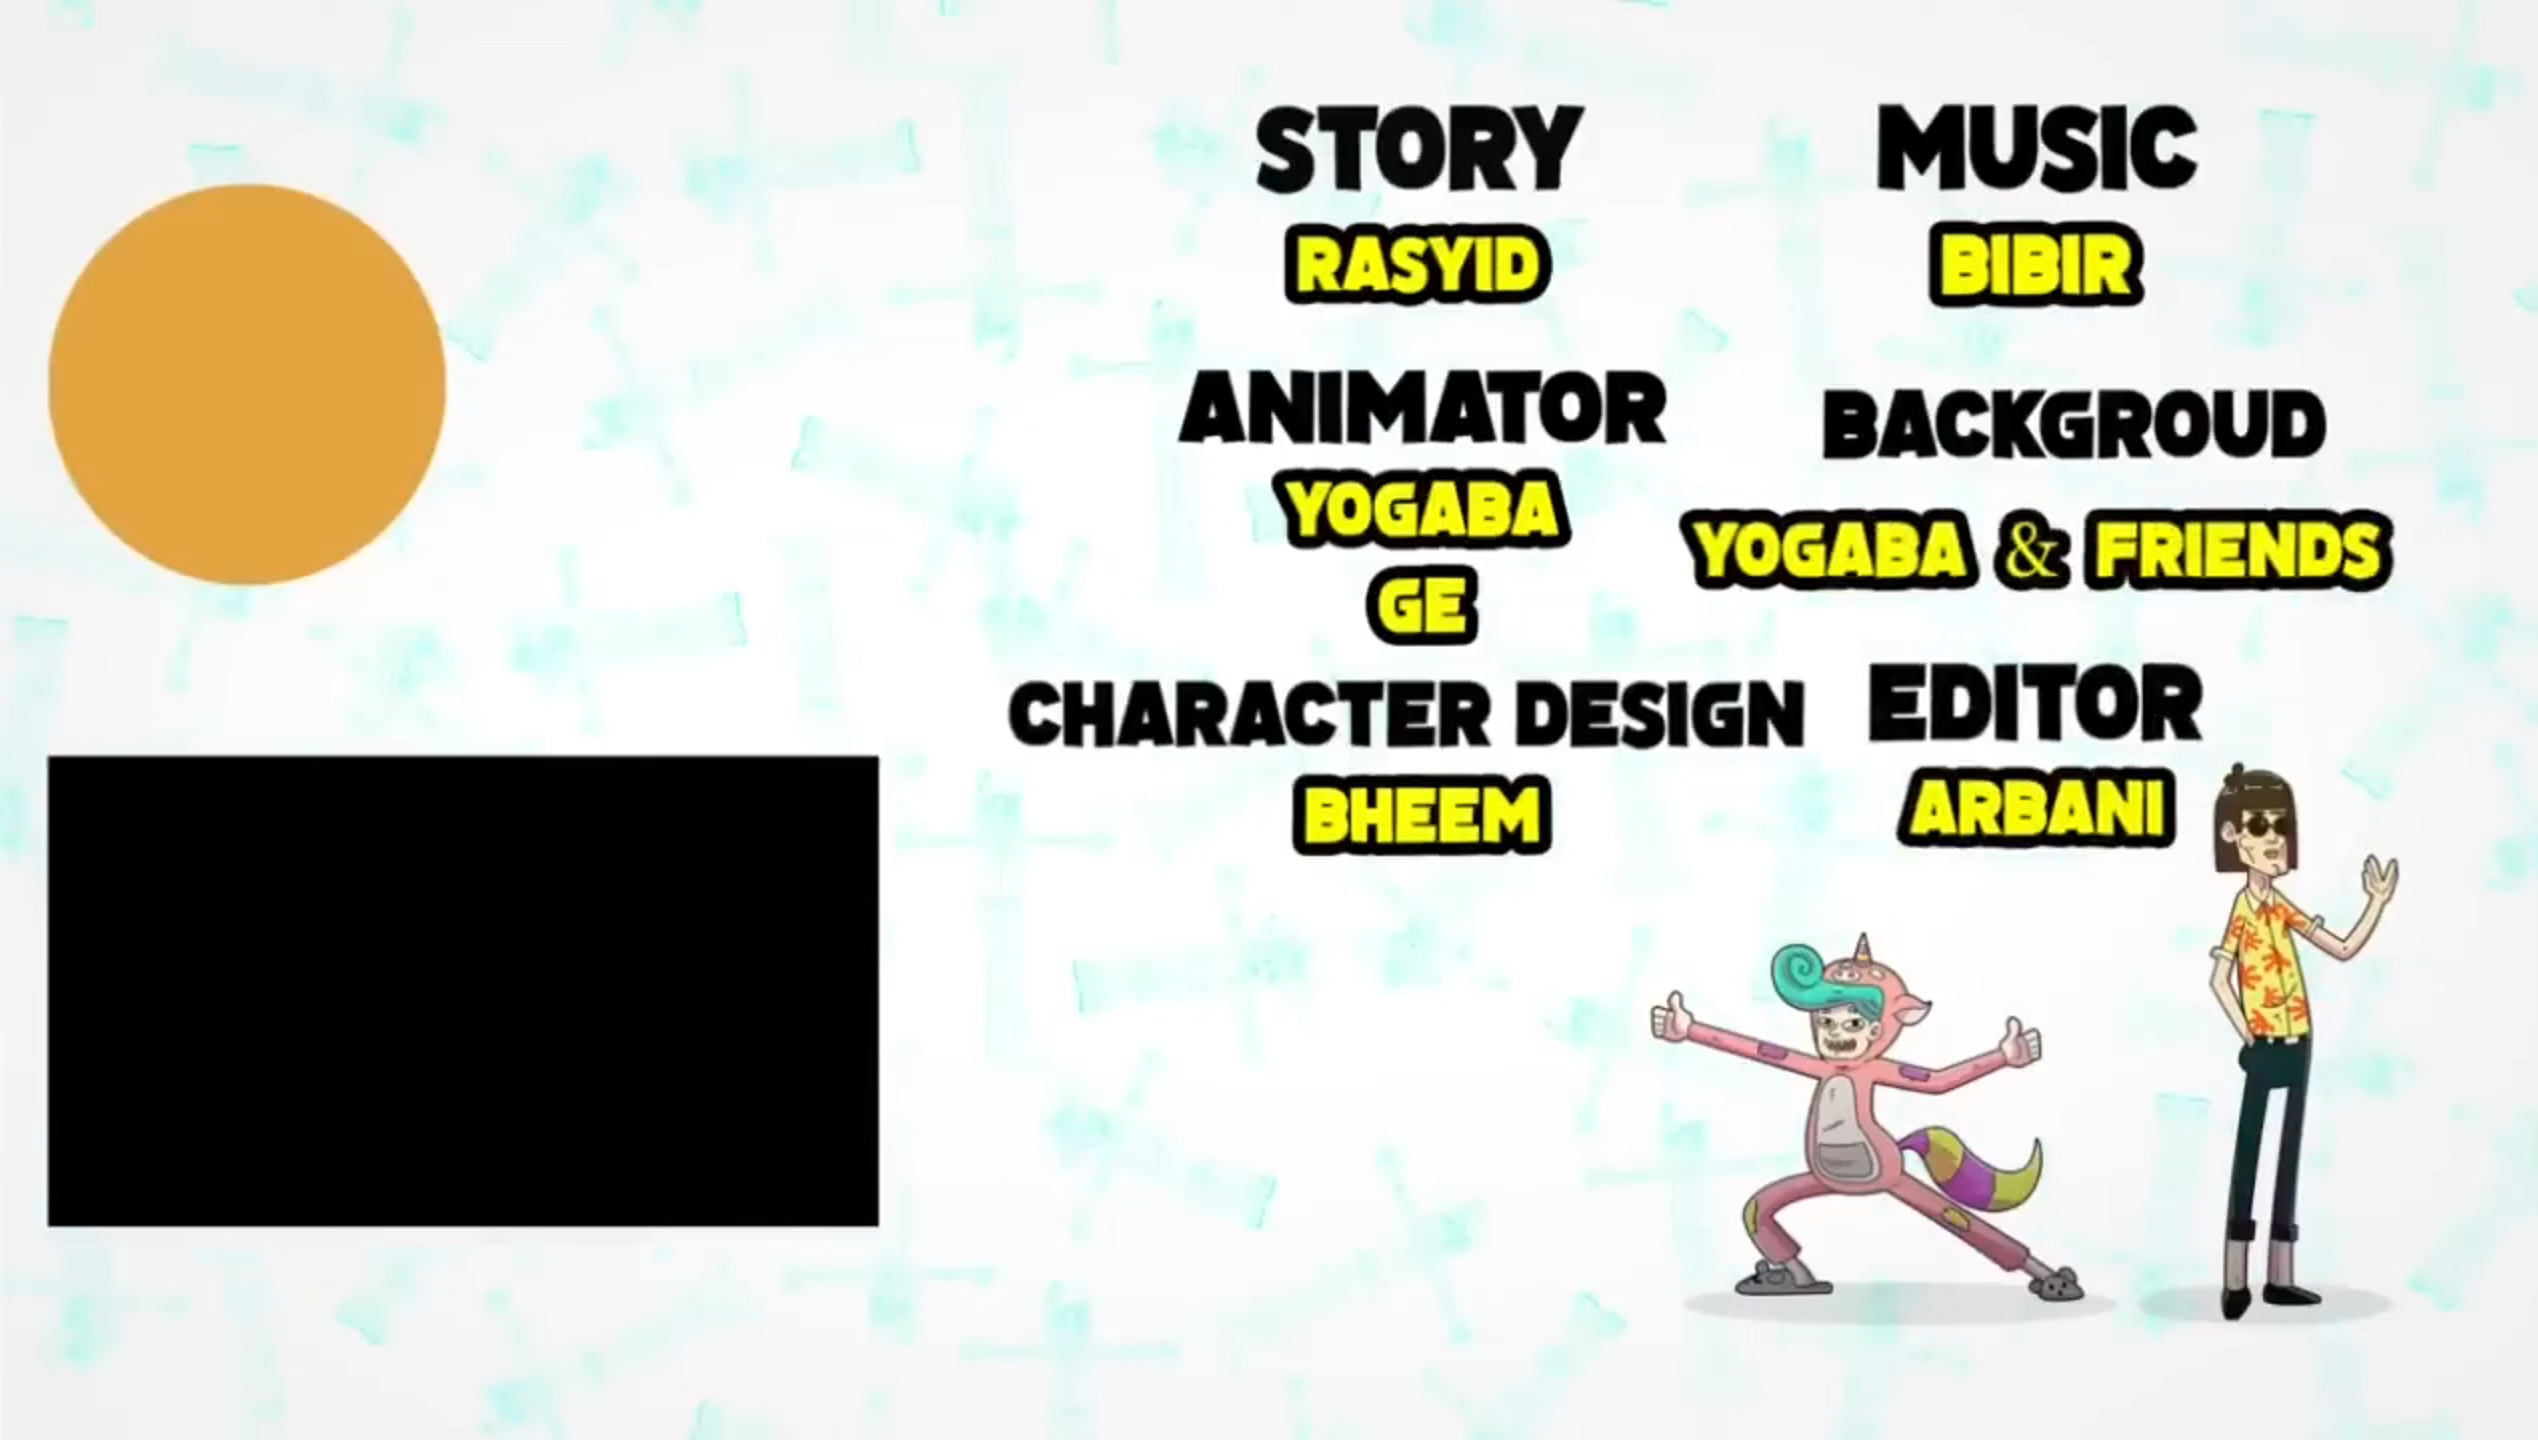 STORY
RASYID
ANIMATOR
YOGABA
GE
CHARACTER DESIGN
BHEEM
MUSIC
BIBIR
BACKGROUD
YOGABA & FRIENDS
EDITOR
ARBANI